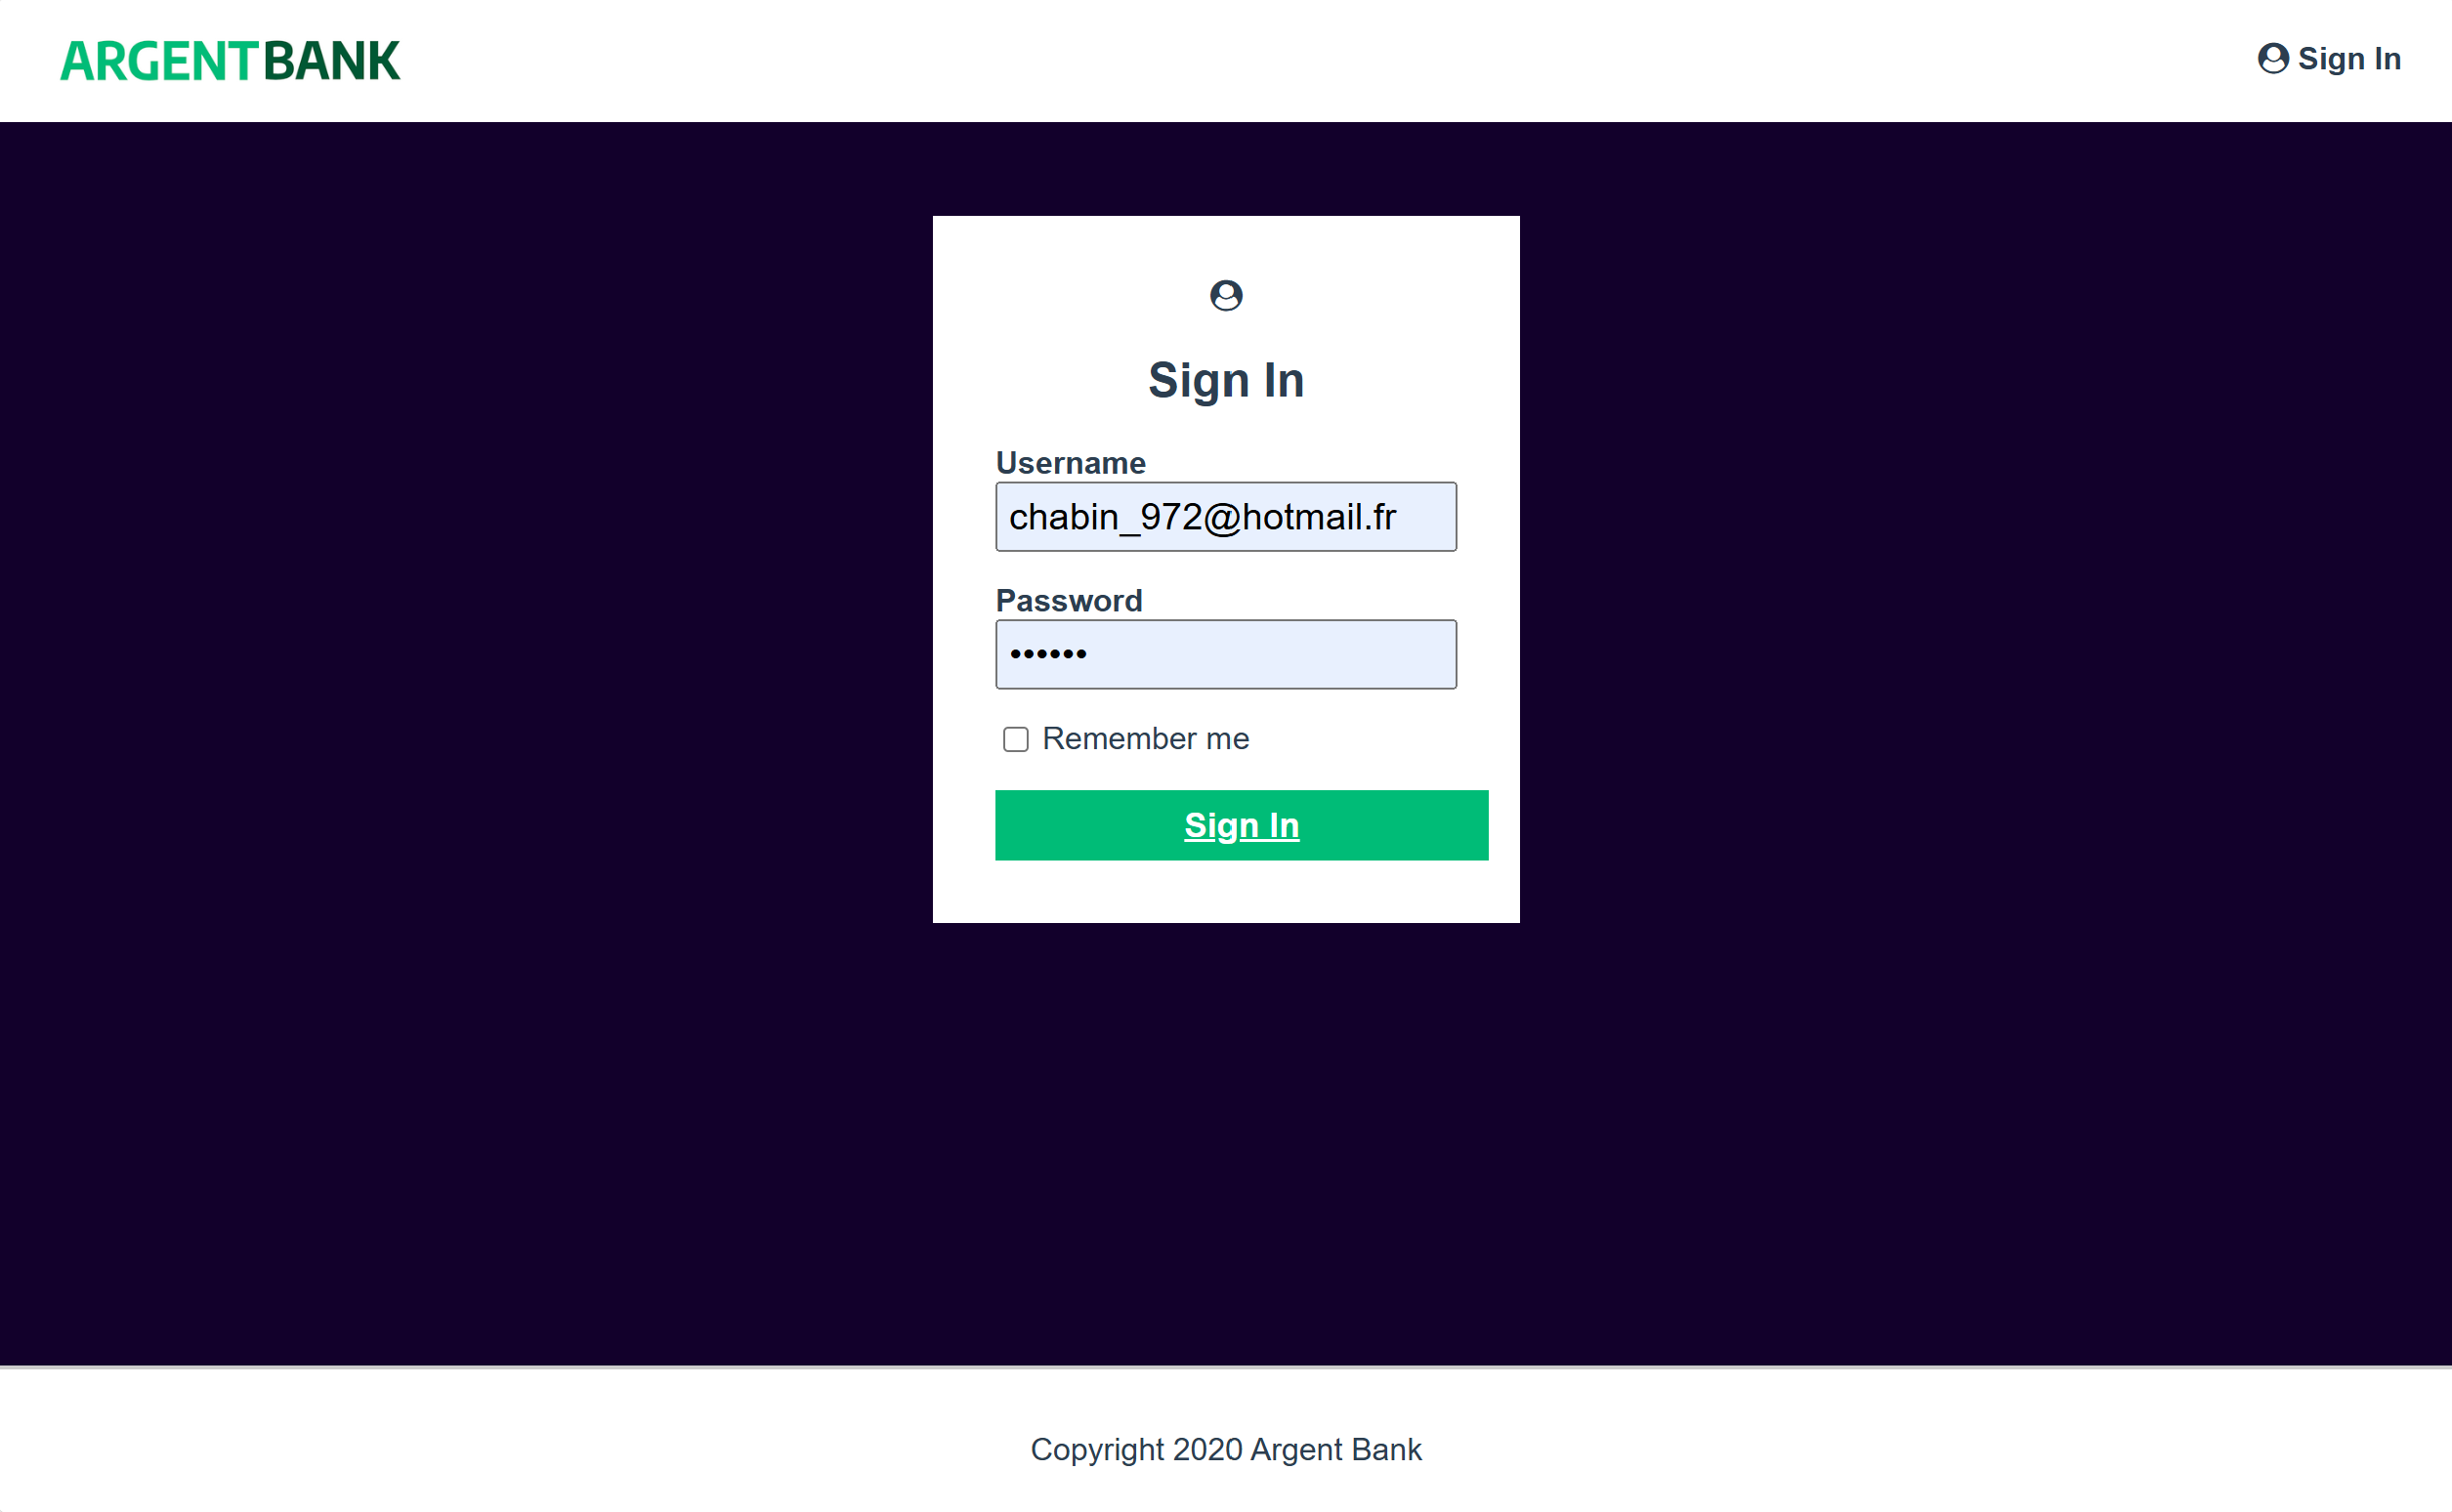 ARGENTBANK
Sign In
Sign In
Username
chabin_972@hotmail.fr
Password
••••••
Remember me
Sign In
Copyright 2020 Argent Bank